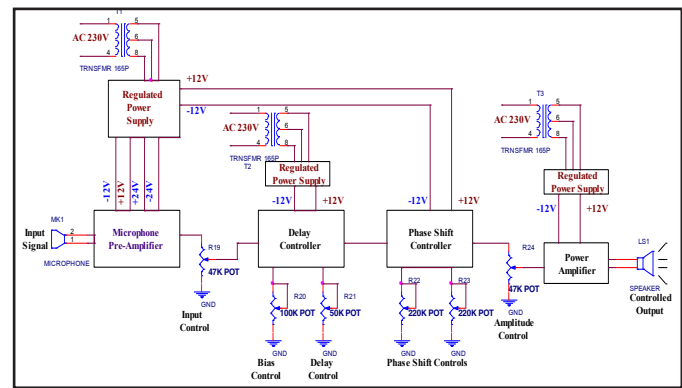 T1
1
5
AC 230V
6
4
8
TRNSFMR 165P
Regulated
Power
Supply
+12V
-12V
-12V
+12V
+24V
-24V
1
5
AC 230V
6
4
8
TRNSFMR 165P
T2
Regulated
Power Supply
-12V
+12V
-12V
+12V
T3
1
5
AC 230V
6
4
8
TRNSFMR 165P
Regulated
Power Supply
-12V
+12V
MK1
Input
Signal
2
1
MICROPHONE
Microphone
Pre-Amplifier
R19
47K POT
GND
Input
Control
Delay
Controller
Phase Shift
Controller
R24
47K POT
GND
Amplitude
Control
Power
Amplifier
LS1
SPEAKER
Controlled
Output
R20
100K POT
GND
Bias
Control
R21
50K POT
GND
Delay
Control
R22
220K POT
GND
R23
220K POT
GND
Phase Shift Controls